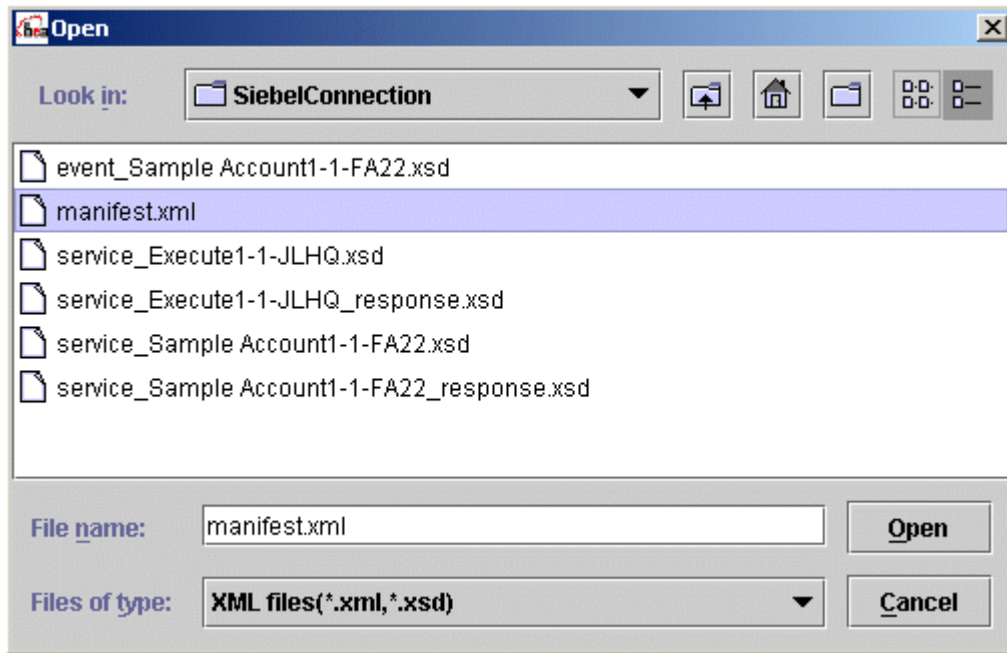 bea Open
Look in: SiebelConnection
event_Sample Account1-1-FA22.xsd
manifest.xml
service_Execute1-1-JLHQ.xsd
service_Execute1-1-JLHQ_response.xsd
service_Sample Account1-1-FA22.xsd
service_Sample Account1-1-FA22_response.xsd
File name: manifest.xml Open
Files of type: XML files(*.xml,*.xsd) Cancel